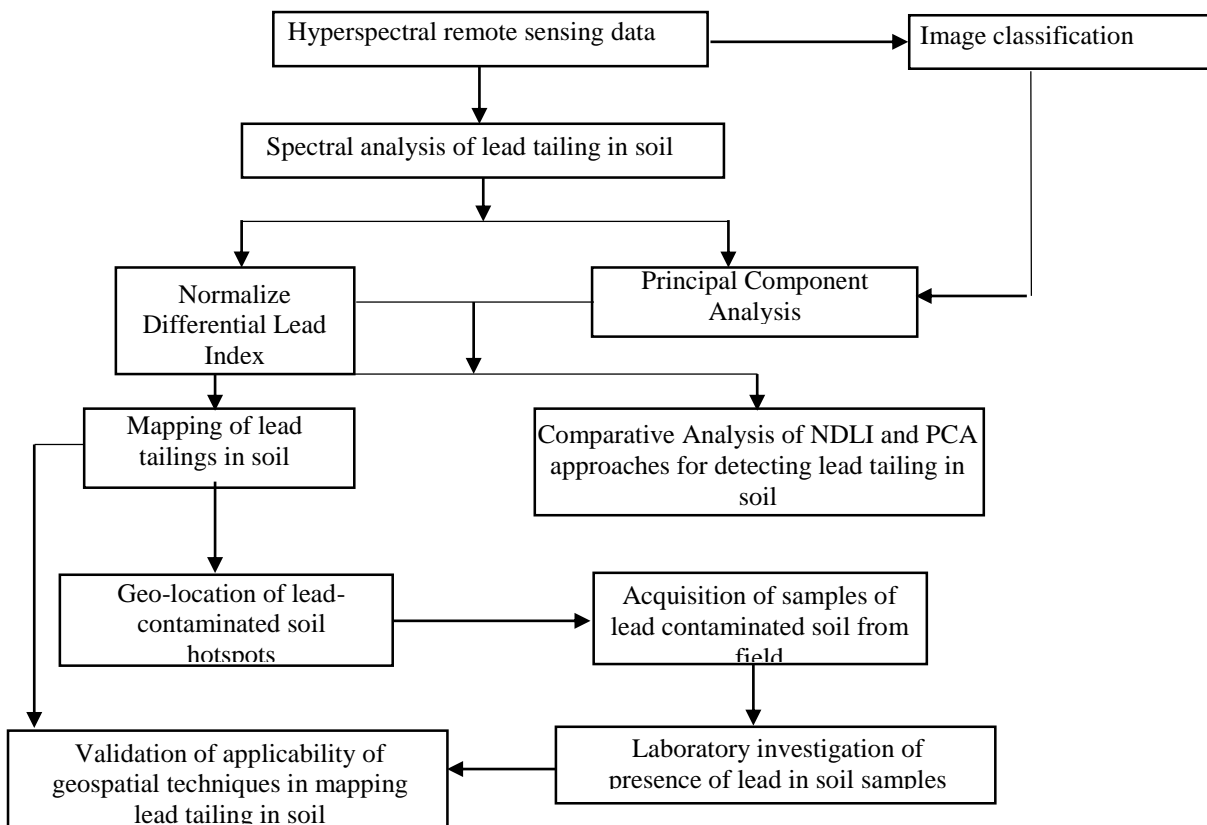 Hyperspectral remote sensing data
Image classification
Spectral analysis of lead tailing in soil
Normalize
Differential Lead
Index
Principal Component
Analysis
Mapping of lead
tailings in soil
Comparative Analysis of NDLI and PCA
approaches for detecting lead tailing in
soil
Geo-location of lead-
contaminated soil
hotspots
Acquisition of samples of
lead contaminated soil from
field
Laboratory investigation of
presence of lead in soil samples
Validation of applicability of
geospatial techniques in mapping
lead tailing in soil